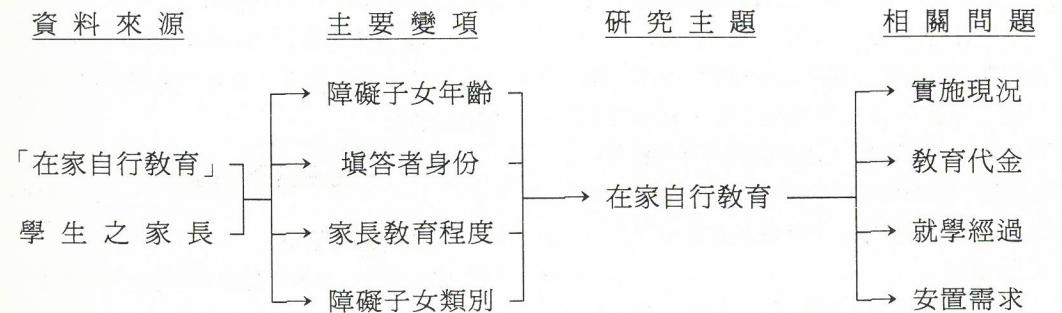 資料來源 主要變項 研究主題 相關問題
障礙子女年齡 實施現況
「在家自行教育」 填答者身份 教育代金
在家自行教育
學生之家長 家長教育程度 就學經過
障礙子女類別 安置需求